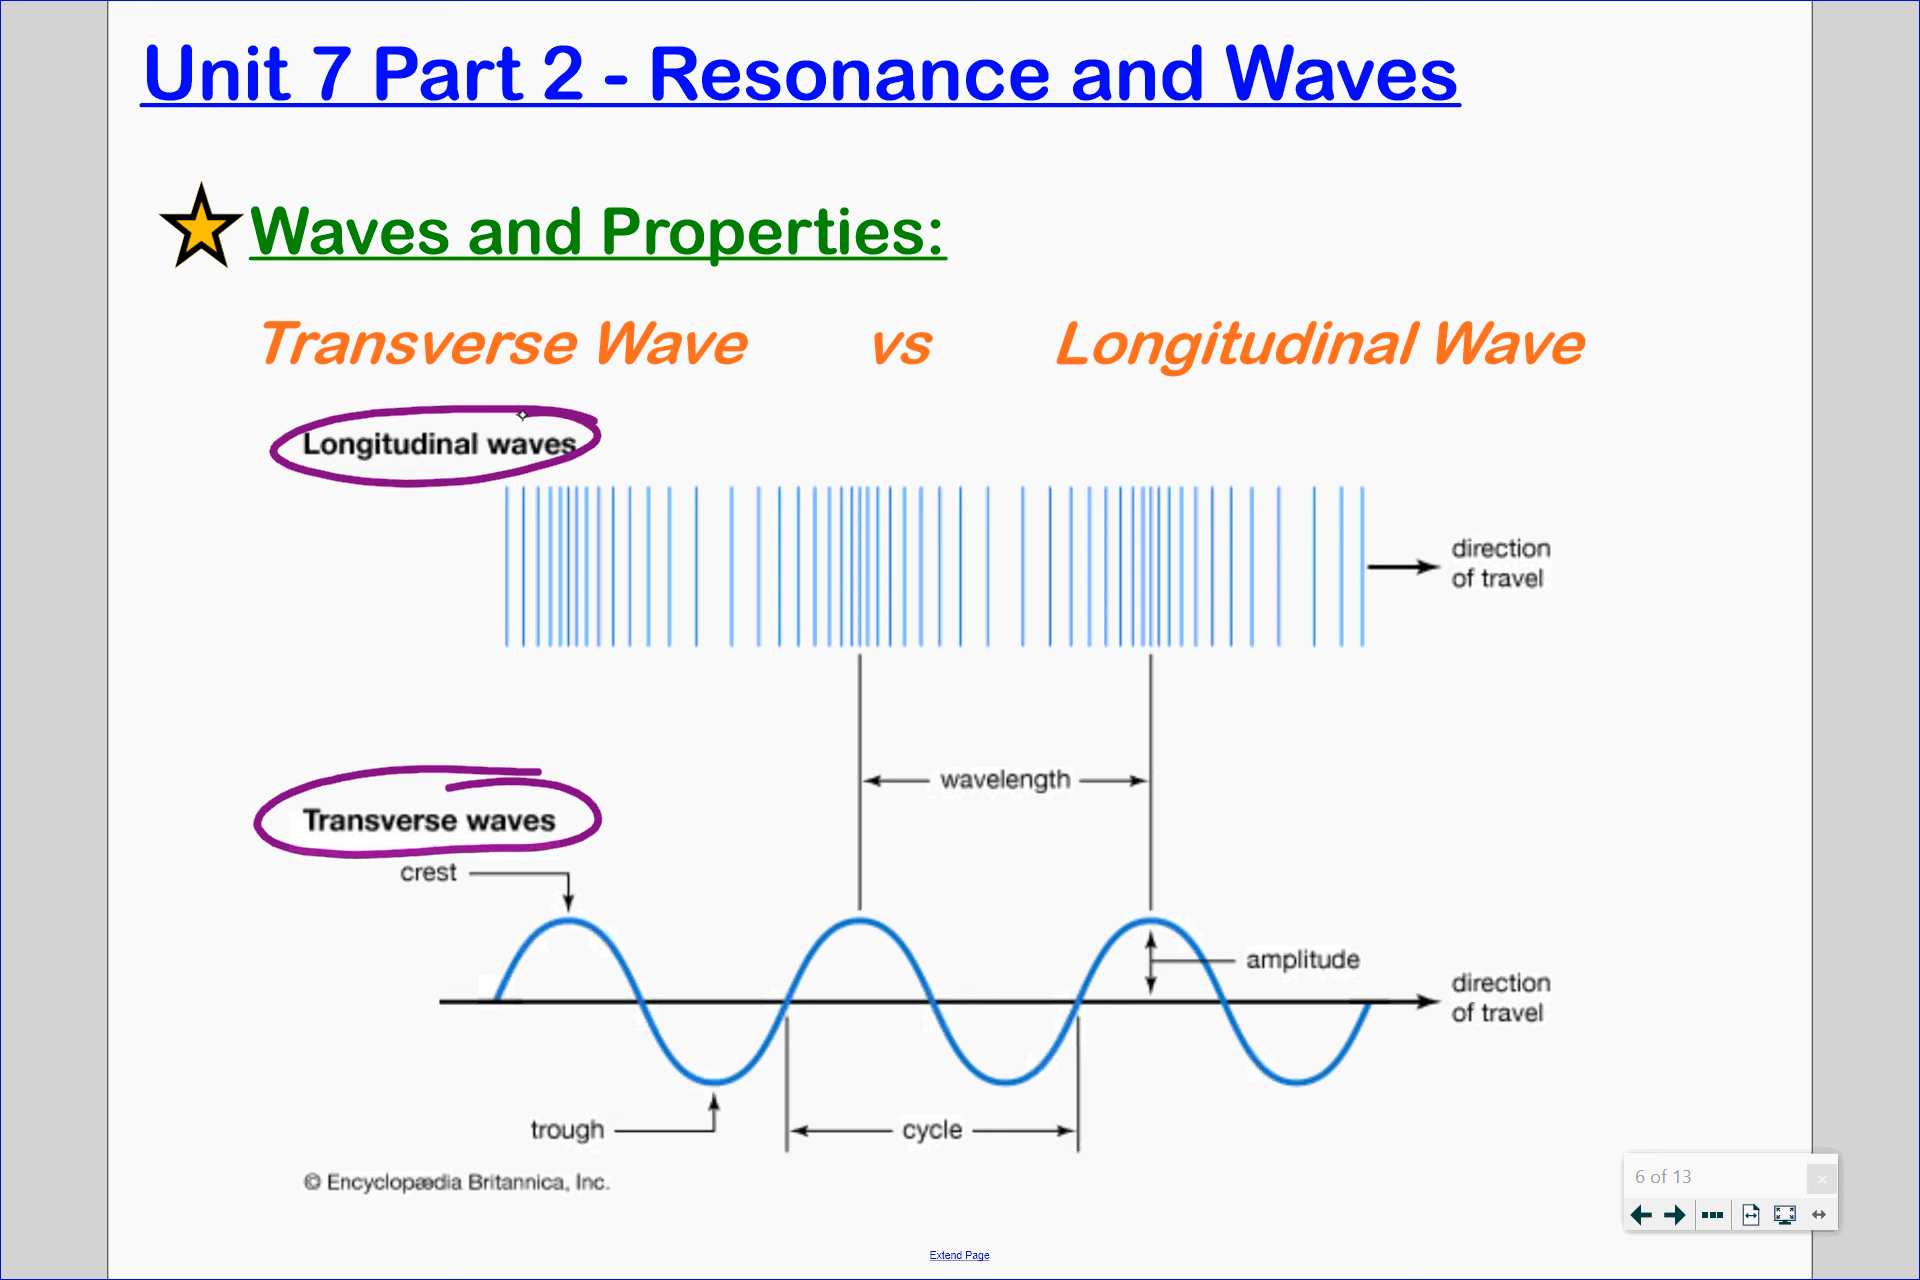 Unit 7 Part 2 - Resonance and Waves
Waves and Properties:
Transverse Wave vs Longitudinal Wave
Longitudinal waves
direction
of travel
wavelength
Transverse waves
crest
amplitude
direction
of travel
trough
cycle
© Encyclopædia Britannica, Inc.
6 of 13
Extend Page